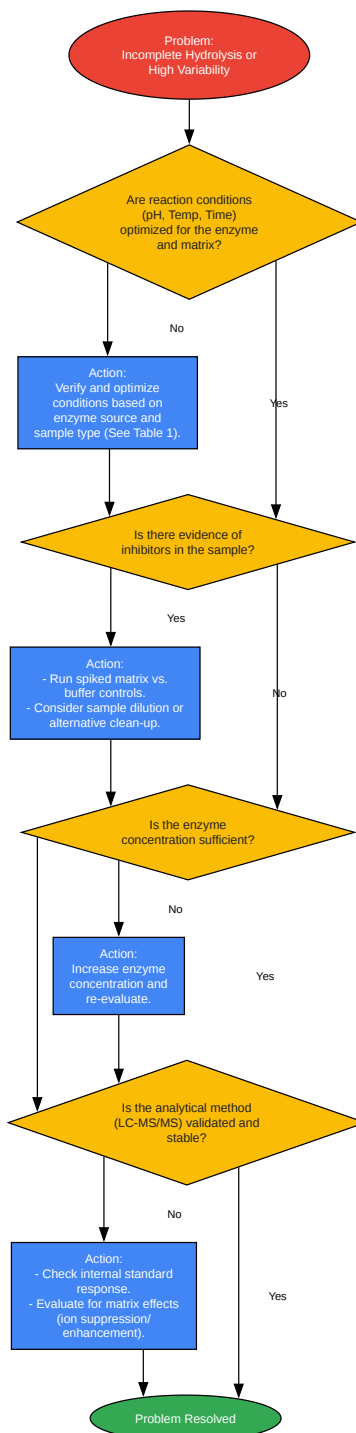 Problem:
Incomplete Hydrolysis or
High Variability
Are reaction conditions
(pH, Temp, Time)
optimized for the enzyme
and matrix?
No
Action:
Verify and optimize
conditions based on
enzyme source and
sample type (See Table 1).
Yes
Is there evidence of
inhibitors in the sample?
Yes
Action:
- Run spiked matrix vs.
buffer controls.
- Consider sample dilution or
alternative clean-up.
No
Is the enzyme
concentration sufficient?
No
Action:
Increase enzyme
concentration and
re-evaluate.
Yes
Is the analytical method
(LC-MS/MS) validated and
stable?
No
Action:
- Check internal standard
response.
- Evaluate for matrix effects
(ion suppression/
enhancement).
Yes
Problem Resolved